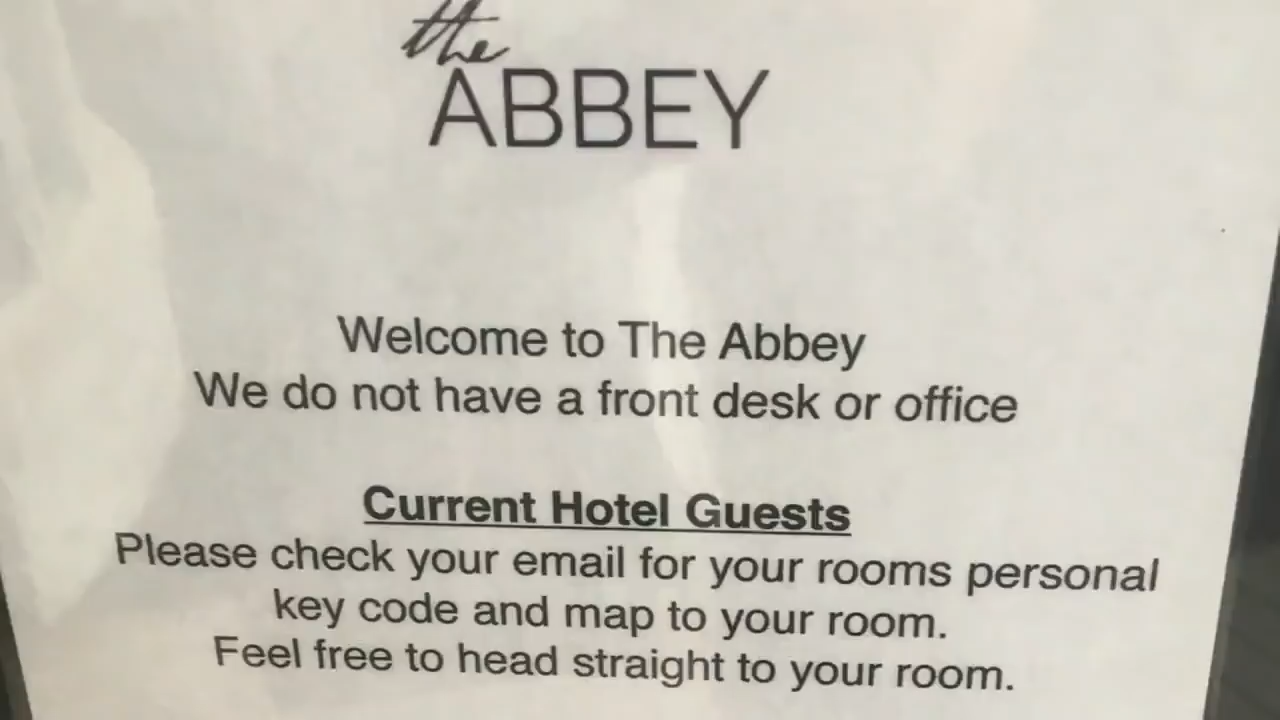 the
ABBEY
Welcome to The Abbey
We do not have a front desk or office
Current Hotel Guests
Please check your email for your rooms personal
key code and map to your room.
Feel free to head straight to your room.